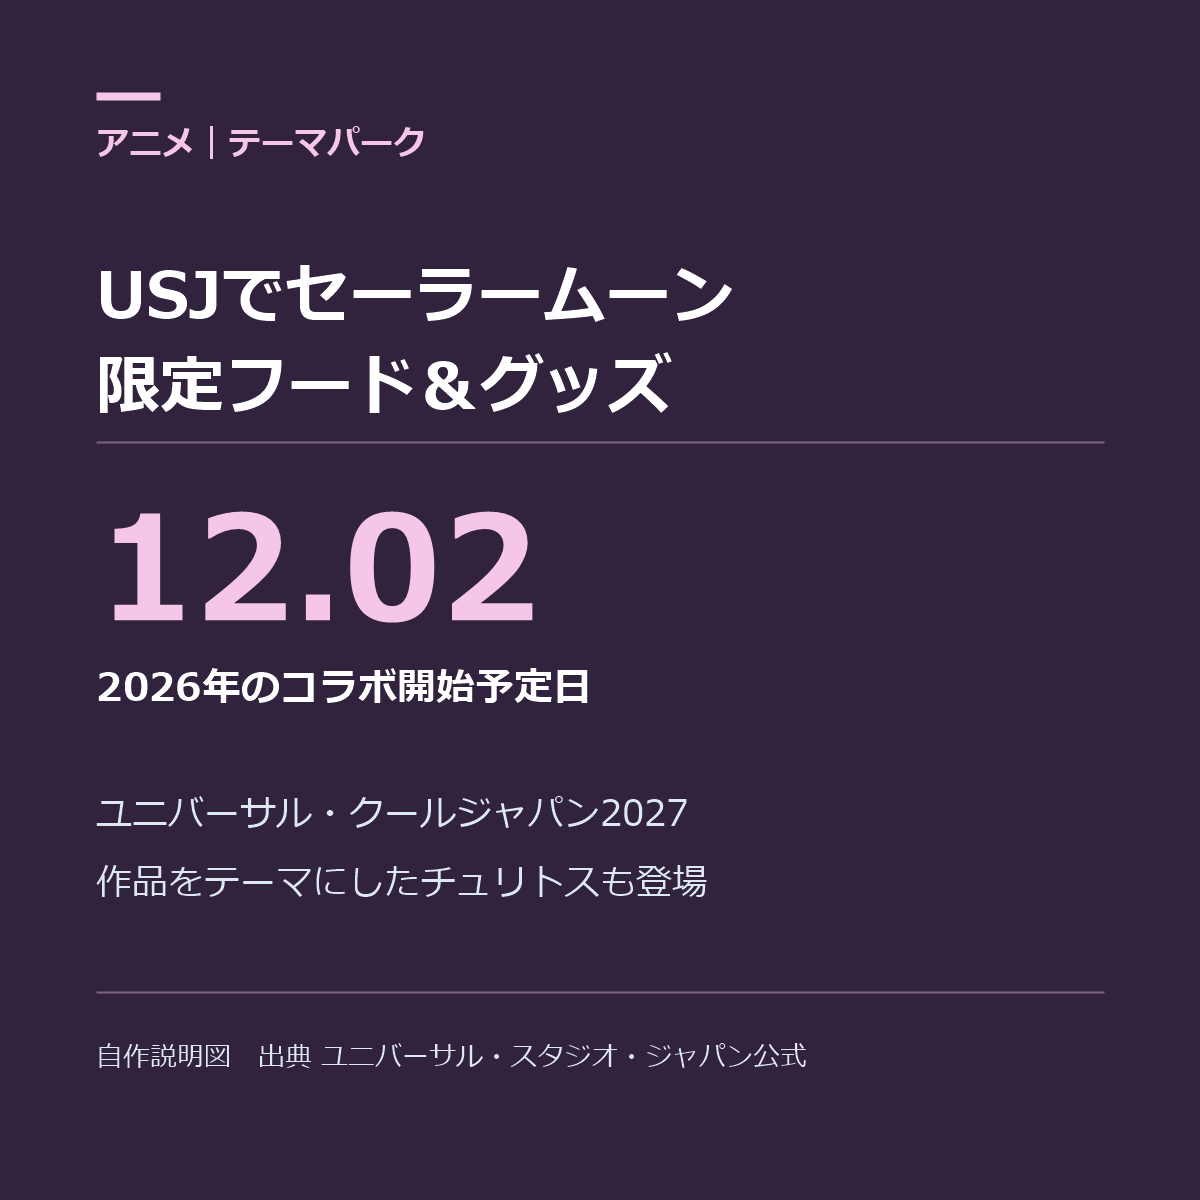 アニメ｜テーマパーク
USJでセーラームーン
限定フード＆グッズ
12.02
2026年のコラボ開始予定日
ユニバーサル・クールジャパン2027
作品をテーマにしたチュリトスも登場
自作説明図　出典 ユニバーサル・スタジオ・ジャパン公式